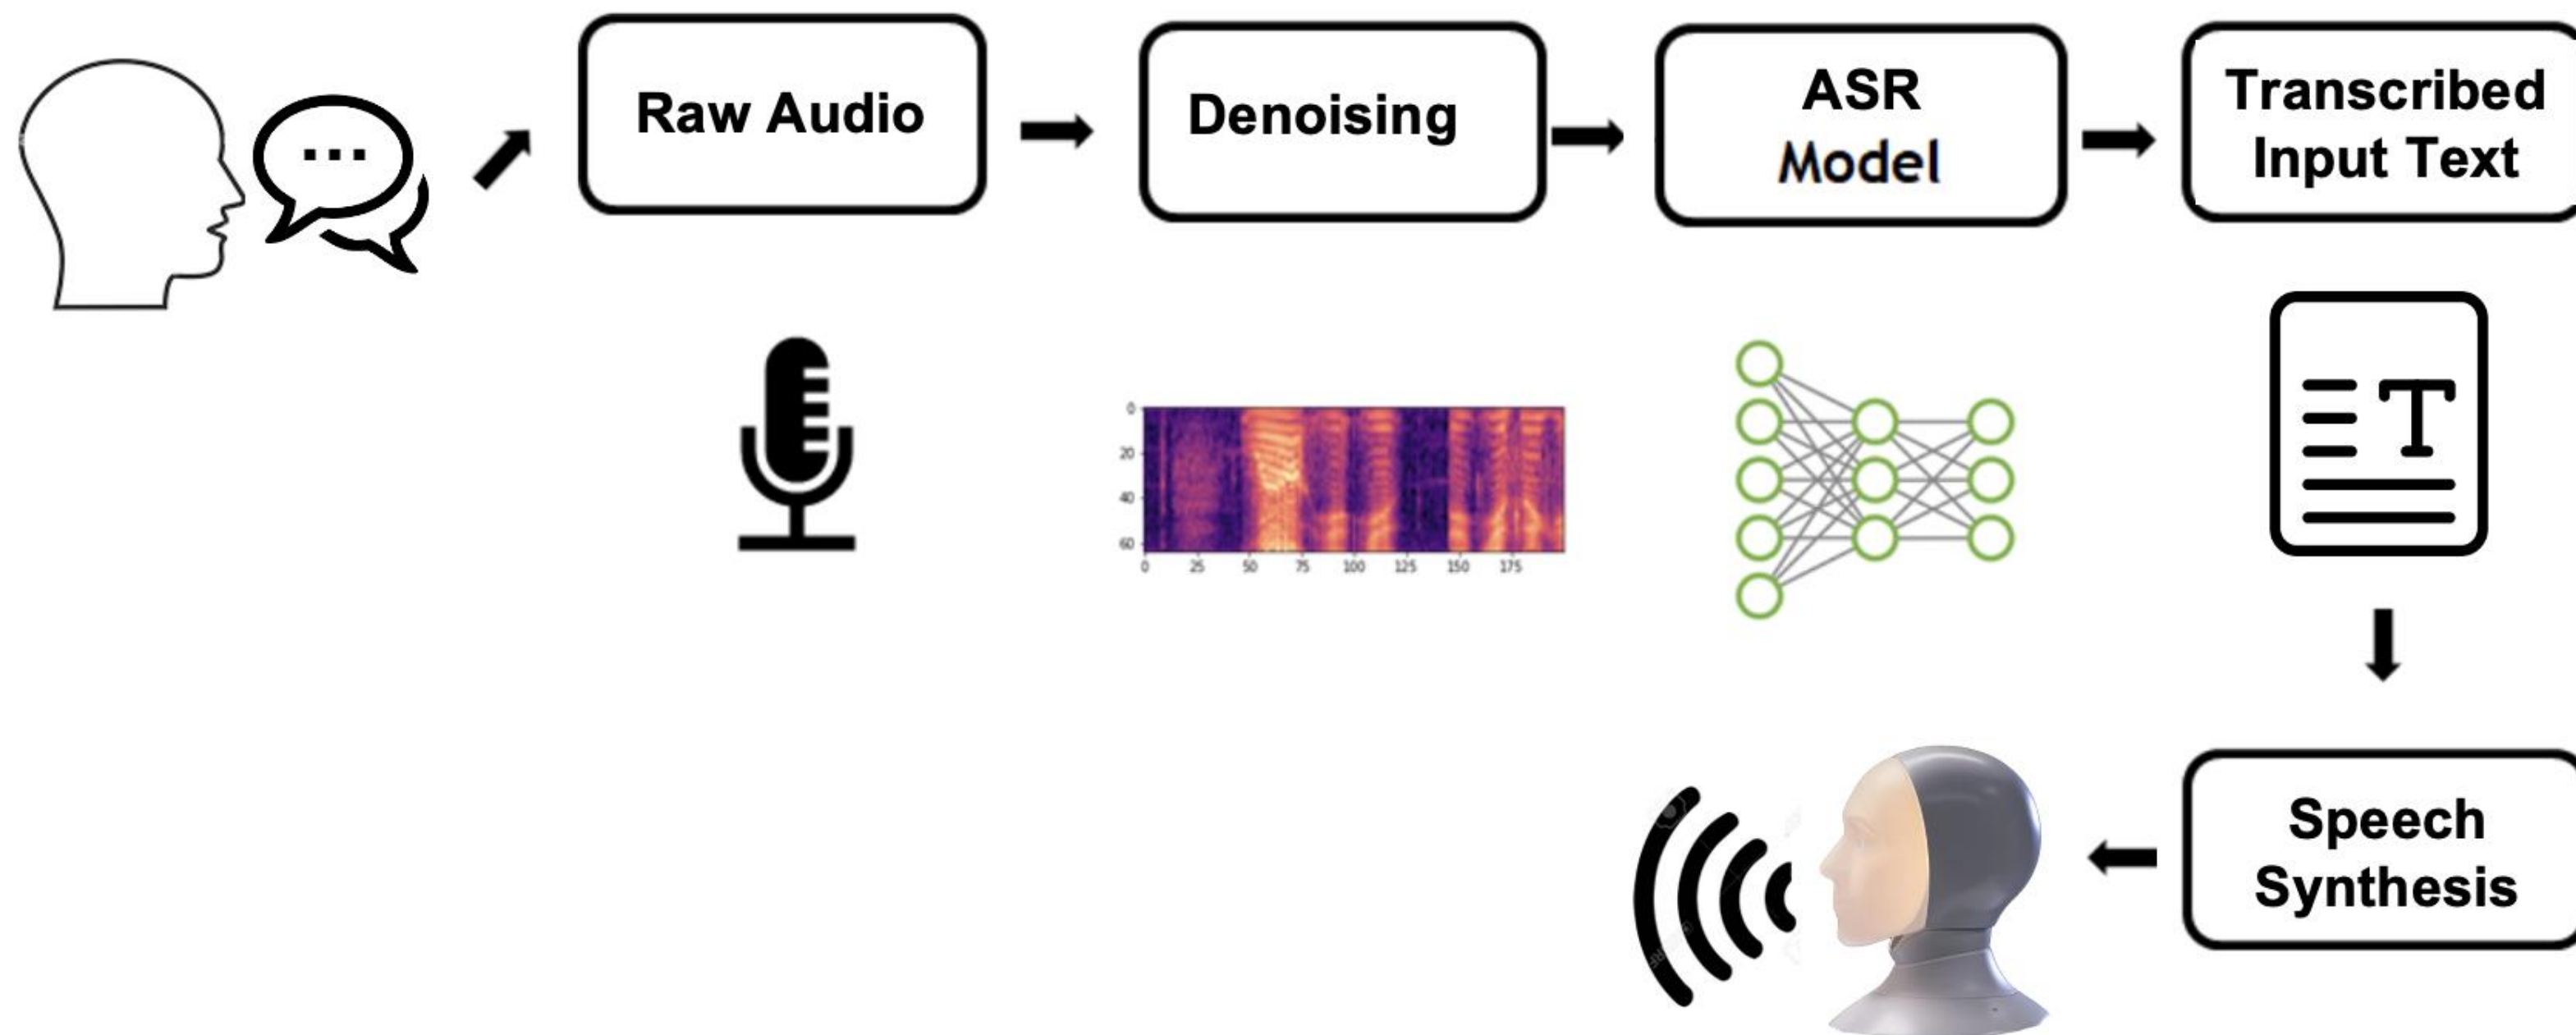 Raw Audio
Denoising
ASR
Model
Transcribed
Input Text
...
T
0
20
40
60
0 25 50 75 100 125 150 175
Speech
Synthesis